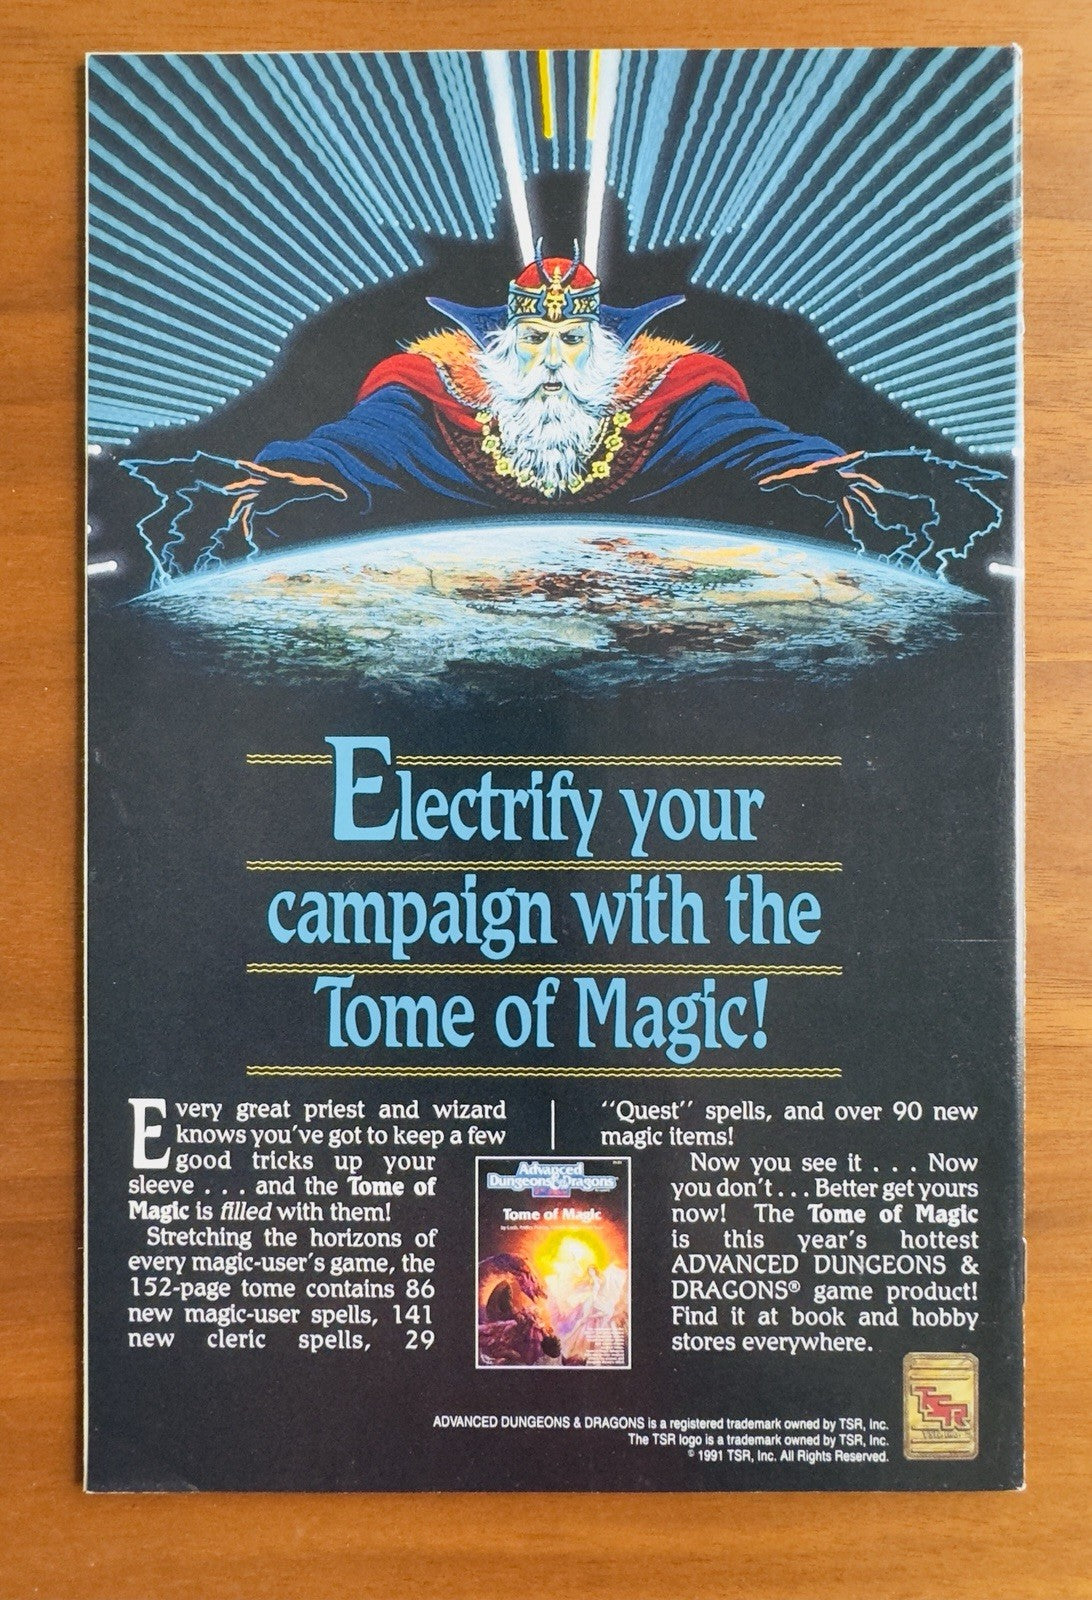 Electrify your
campaign with the
Tome of Magic!
Every great priest and wizard
knows you've got to keep a few
good tricks up your
sleeve . . . and the Tome of
Magic is filled with them!
Stretching the horizons of
every magic-user's game, the
152-page tome contains 86
new magic-user spells, 141
new cleric spells, 29
"Quest" spells, and over 90 new
magic items!
Now you see it . . . Now
you don't . . . Better get yours
now! The Tome of Magic
is this year's hottest
ADVANCED DUNGEONS &
DRAGONS® game product!
Find it at book and hobby
stores everywhere.
Advanced
Dungeons & Dragons
Tome of Magic
TSR
ADVANCED DUNGEONS & DRAGONS is a registered trademark owned by TSR, Inc.
The TSR logo is a trademark owned by TSR, Inc.
© 1991 TSR, Inc. All Rights Reserved.